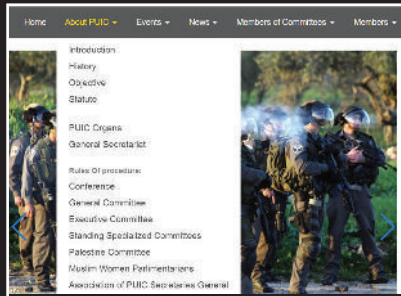 Home About PUIC Events News Members of Committees Members
Introduction
History
Objective
Statute
PUIC Organs
General Secretariat
Rules Of procedure:
Conference
General Committee
Executive Committee
Standing Specialized Committees
Palestine Committee
Muslim Women Parlimentarians
Association of PUIC Secretaries General